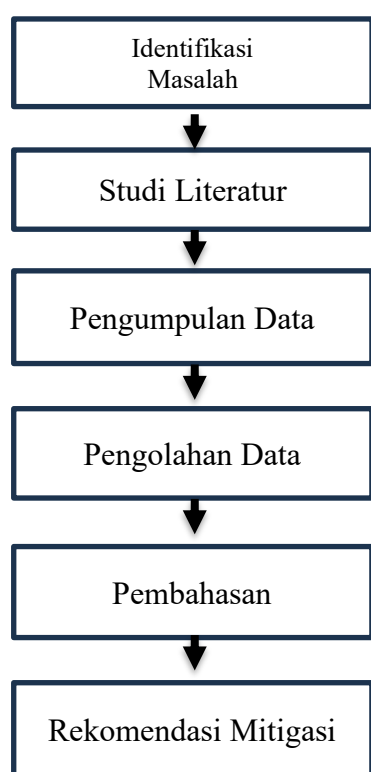 Identifikasi
Masalah
Studi Literatur
Pengumpulan Data
Pengolahan Data
Pembahasan
Rekomendasi Mitigasi